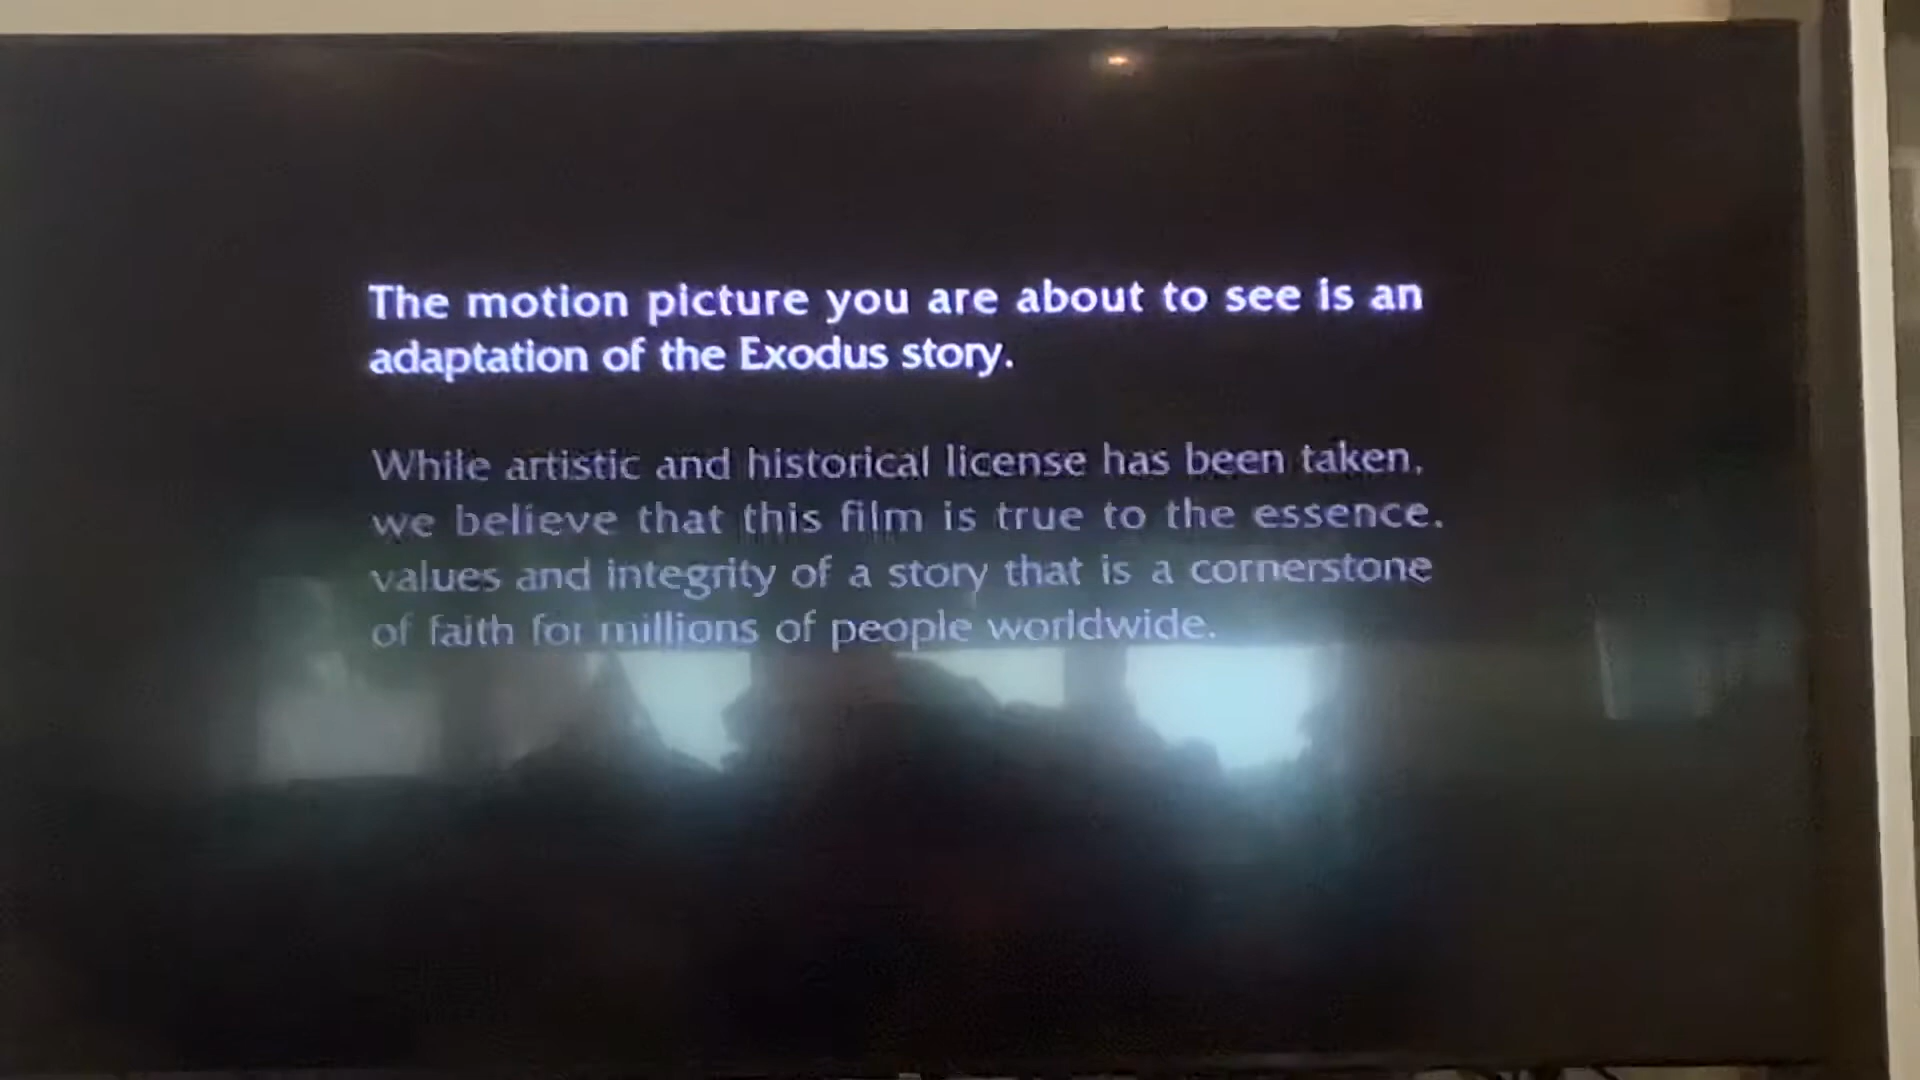 The motion picture you are about to see is an
adaptation of the Exodus story.
While artistic and historical license has been taken,
we believe that this film is true to the essence,
values and integrity of a story that is a cornerstone
of faith for millions of people worldwide.